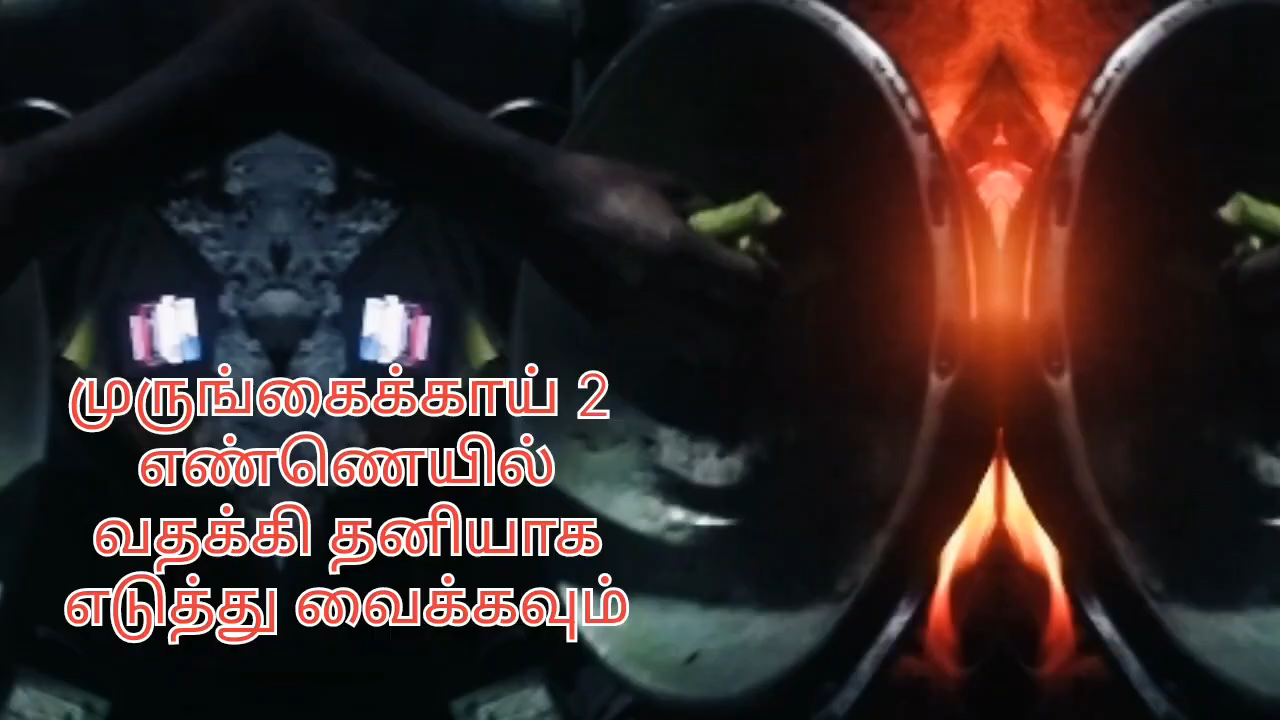 முருங்கைக்காய் 2
எண்ணெயில்
வதக்கி தனியாக
எடுத்து வைக்கவும்